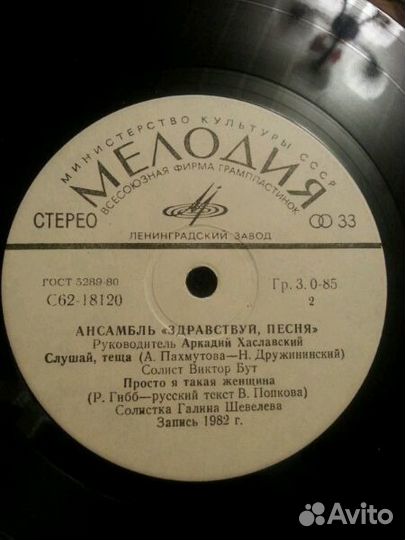 МИНИСТЕРСТВО КУЛЬТУРЫ СССР
МЕЛОДИЯ
ВСЕСОЮЗНАЯ ФИРМА ГРАМПЛАСТИНОК
СТЕРЕО
33
ЛЕНИНГРАДСКИЙ ЗАВОД
ГОСТ 5289-80
Гр. 3. 0-85
С62-18120
2
АНСАМБЛЬ «ЗДРАВСТВУЙ, ПЕСНЯ»
Руководитель Аркадий Хаславский
Слушай, теща (А. Пахмутова—Н. Дружининский)
Солист Виктор Бут
Просто я такая женщина
(Р. Гибб—русский текст В. Попкова)
Солистка Галина Шевелева
Запись 1982 г.
Avito